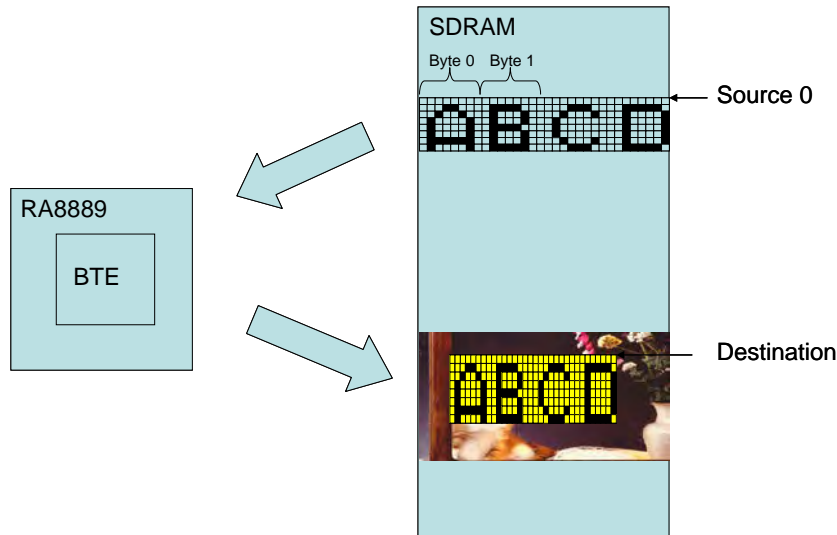 SDRAM
Byte 0 Byte 1
Source 0
ABCD
RA8889
BTE
Destination
ABCD